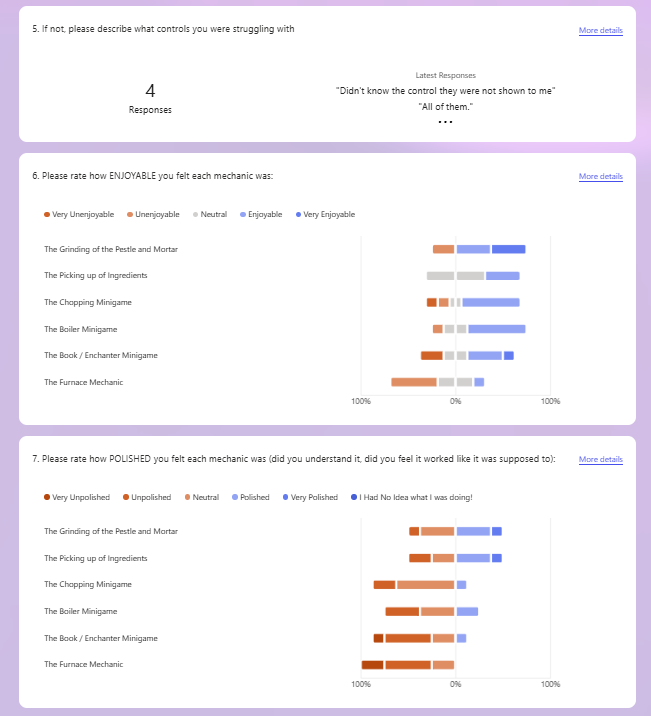 5. If not, please describe what controls you were struggling with
More details
4
Responses
Latest Responses
"Didn't know the control they were not shown to me"
"All of them."
...
6. Please rate how ENJOYABLE you felt each mechanic was:
More details
Very Unenjoyable Unenjoyable Neutral Enjoyable Very Enjoyable
The Grinding of the Pestle and Mortar
The Picking up of Ingredients
The Chopping Minigame
The Boiler Minigame
The Book / Enchanter Minigame
The Furnace Mechanic
100% 0% 100%
7. Please rate how POLISHED you felt each mechanic was (did you understand it, did you feel it worked like it was supposed to):
More details
Very Unpolished Unpolished Neutral Polished Very Polished I Had No Idea what I was doing!
The Grinding of the Pestle and Mortar
The Picking up of Ingredients
The Chopping Minigame
The Boiler Minigame
The Book / Enchanter Minigame
The Furnace Mechanic
100% 0% 100%